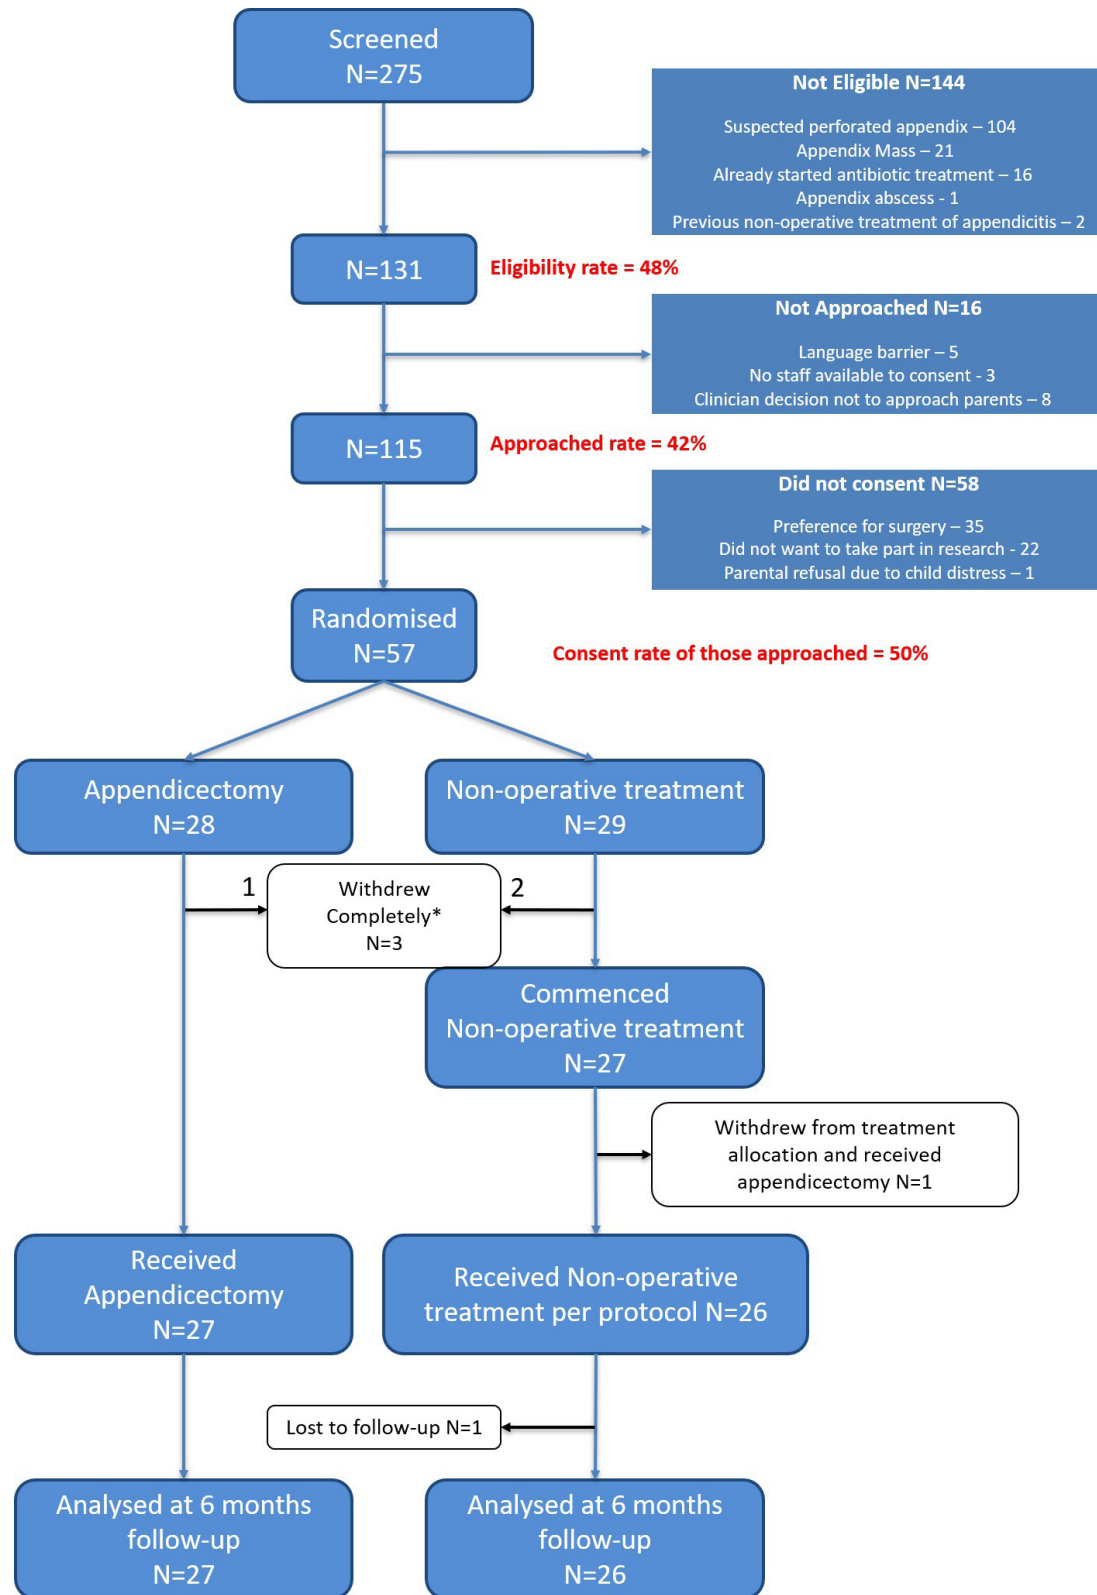 Screened
N=275
Not Eligible N=144
Suspected perforated appendix – 104
Appendix Mass – 21
Already started antibiotic treatment – 16
Appendix abscess - 1
Previous non-operative treatment of appendicitis – 2
N=131
Eligibility rate = 48%
Not Approached N=16
Language barrier – 5
No staff available to consent - 3
Clinician decision not to approach parents – 8
N=115
Approached rate = 42%
Did not consent N=58
Preference for surgery – 35
Did not want to take part in research - 22
Parental refusal due to child distress – 1
Randomised
N=57
Consent rate of those approached = 50%
Appendicectomy
N=28
Non-operative treatment
N=29
1
Withdrew
Completely*
N=3
2
Commenced
Non-operative treatment
N=27
Withdrew from treatment
allocation and received
appendicectomy N=1
Received
Appendicectomy
N=27
Received Non-operative
treatment per protocol N=26
Lost to follow-up N=1
Analysed at 6 months
follow-up
N=27
Analysed at 6 months
follow-up
N=26